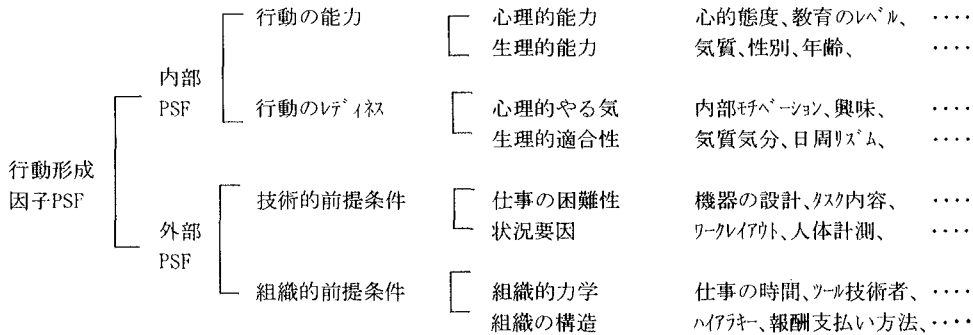 行動の能力 心理的能力 心的態度、教育のﾚﾍﾞﾙ、 ････
生理的能力 気質、性別、年齢、 ････
内部
PSF 行動のﾚﾃﾞｨﾈｽ 心理的やる気 内部ﾓﾁﾍﾞｰｼｮﾝ、興味、 ････
生理的適合性 気質気分、日周ﾘｽﾞﾑ、 ････
行動形成
因子PSF 技術的前提条件 仕事の困難性 機器の設計、ﾀｽｸ内容、 ････
外部 状況要因 ﾜｰｸﾚｲｱｳﾄ、人体計測、 ････
PSF
組織的前提条件 組織的力学 仕事の時間、ﾂｰﾙ技術者、 ････
組織の構造 ﾊｲｱﾗｷｰ、報酬支払い方法、････